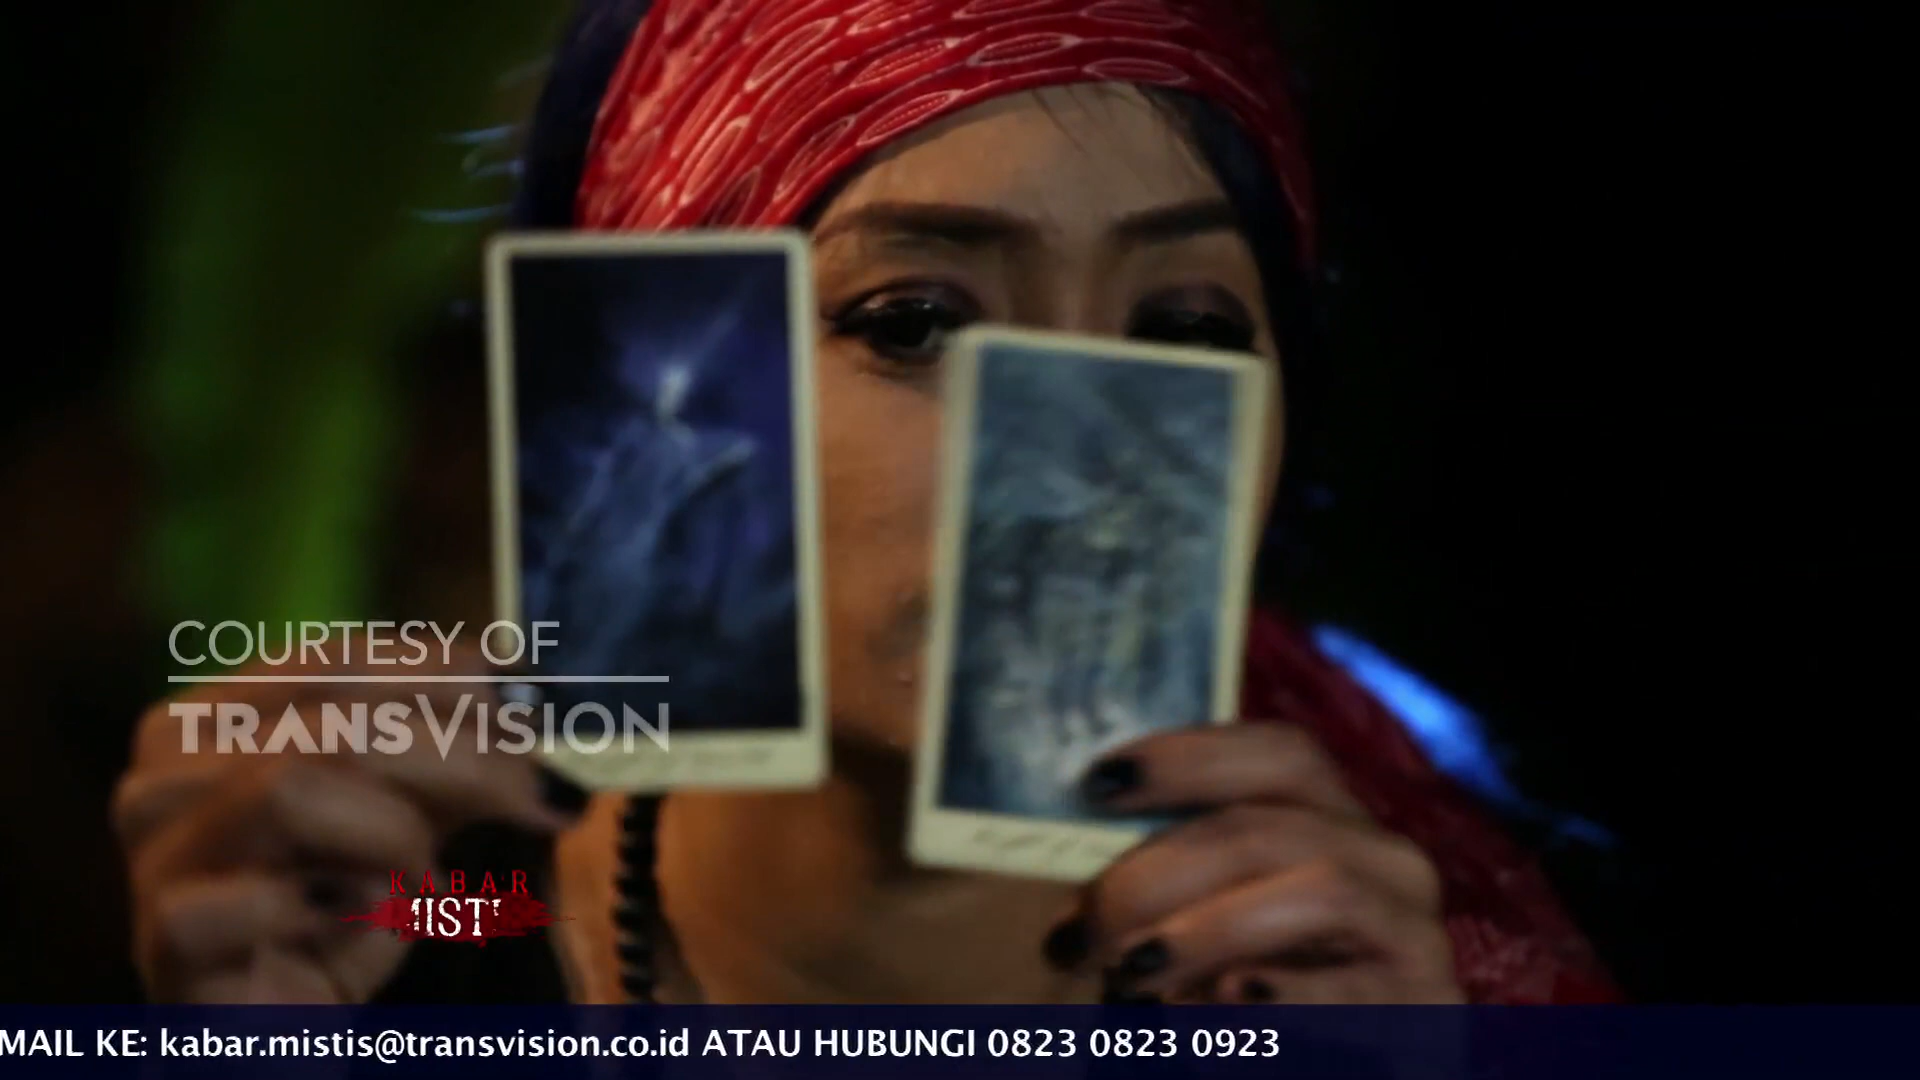 COURTESY OF
TRANSVISION
KABAR
MAIL KE: kabar.mistis@transvision.co.id ATAU HUBUNGI 0823 0823 0923